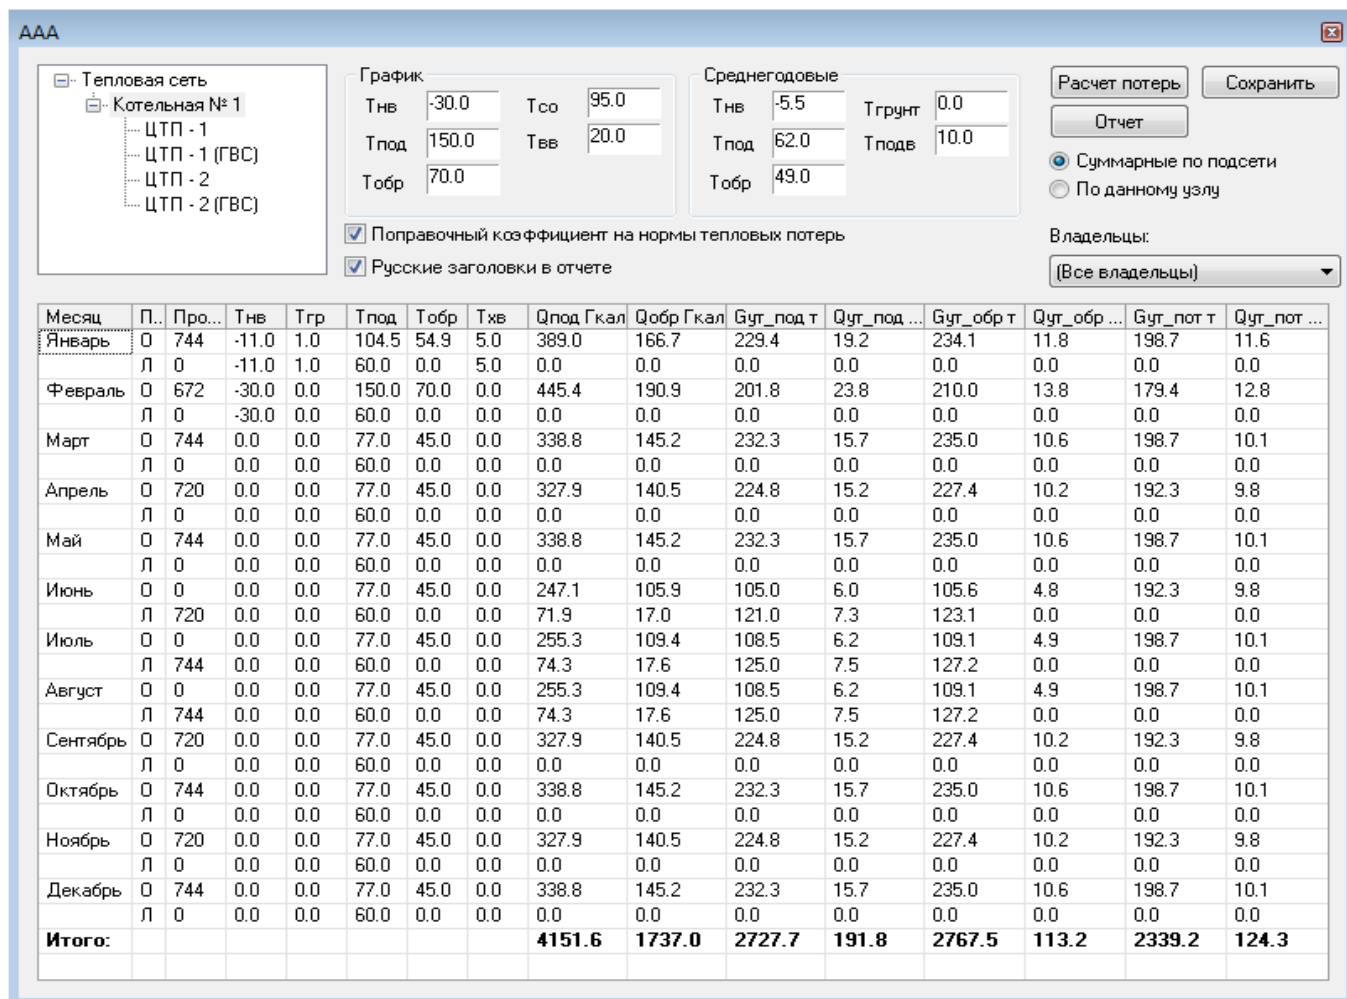 AAA
Тепловая сеть
Котельная № 1
ЦТП - 1
ЦТП - 1 (ГВС)
ЦТП - 2
ЦТП - 2 (ГВС)
График
Тнв -30.0 Тсо 95.0
Тпод 150.0 Твв 20.0
Тобр 70.0
Среднегодовые
Тнв -5.5 Тгрунт 0.0
Тпод 62.0 Тподв 10.0
Тобр 49.0
Расчет потерь Сохранить
Отчет
Суммарные по подсети
По данному узлу
Поправочный коэффициент на нормы тепловых потерь
Русские заголовки в отчете
Владельцы:
(Все владельцы)
Месяц П.. Про... Тнв Тгр Тпод Тобр Тхв Qпод Гкал Qобр Гкал Gут_под т Qут_под ... Gут_обр т Qут_обр ... Gут_пот т Qут_пот ...
Январь О 744 -11.0 1.0 104.5 54.9 5.0 389.0 166.7 229.4 19.2 234.1 11.8 198.7 11.6
Л 0 -11.0 1.0 60.0 0.0 5.0 0.0 0.0 0.0 0.0 0.0 0.0 0.0 0.0
Февраль О 672 -30.0 0.0 150.0 70.0 0.0 445.4 190.9 201.8 23.8 210.0 13.8 179.4 12.8
Л 0 -30.0 0.0 60.0 0.0 0.0 0.0 0.0 0.0 0.0 0.0 0.0 0.0 0.0
Март О 744 0.0 0.0 77.0 45.0 0.0 338.8 145.2 232.3 15.7 235.0 10.6 198.7 10.1
Л 0 0.0 0.0 60.0 0.0 0.0 0.0 0.0 0.0 0.0 0.0 0.0 0.0 0.0
Апрель О 720 0.0 0.0 77.0 45.0 0.0 327.9 140.5 224.8 15.2 227.4 10.2 192.3 9.8
Л 0 0.0 0.0 60.0 0.0 0.0 0.0 0.0 0.0 0.0 0.0 0.0 0.0 0.0
Май О 744 0.0 0.0 77.0 45.0 0.0 338.8 145.2 232.3 15.7 235.0 10.6 198.7 10.1
Л 0 0.0 0.0 60.0 0.0 0.0 0.0 0.0 0.0 0.0 0.0 0.0 0.0 0.0
Июнь О 0 0.0 0.0 77.0 45.0 0.0 247.1 105.9 105.0 6.0 105.6 4.8 192.3 9.8
Л 720 0.0 0.0 60.0 0.0 0.0 71.9 17.0 121.0 7.3 123.1 0.0 0.0 0.0
Июль О 0 0.0 0.0 77.0 45.0 0.0 255.3 109.4 108.5 6.2 109.1 4.9 198.7 10.1
Л 744 0.0 0.0 60.0 0.0 0.0 74.3 17.6 125.0 7.5 127.2 0.0 0.0 0.0
Август О 0 0.0 0.0 77.0 45.0 0.0 255.3 109.4 108.5 6.2 109.1 4.9 198.7 10.1
Л 744 0.0 0.0 60.0 0.0 0.0 74.3 17.6 125.0 7.5 127.2 0.0 0.0 0.0
Сентябрь О 720 0.0 0.0 77.0 45.0 0.0 327.9 140.5 224.8 15.2 227.4 10.2 192.3 9.8
Л 0 0.0 0.0 60.0 0.0 0.0 0.0 0.0 0.0 0.0 0.0 0.0 0.0 0.0
Октябрь О 744 0.0 0.0 77.0 45.0 0.0 338.8 145.2 232.3 15.7 235.0 10.6 198.7 10.1
Л 0 0.0 0.0 60.0 0.0 0.0 0.0 0.0 0.0 0.0 0.0 0.0 0.0 0.0
Ноябрь О 720 0.0 0.0 77.0 45.0 0.0 327.9 140.5 224.8 15.2 227.4 10.2 192.3 9.8
Л 0 0.0 0.0 60.0 0.0 0.0 0.0 0.0 0.0 0.0 0.0 0.0 0.0 0.0
Декабрь О 744 0.0 0.0 77.0 45.0 0.0 338.8 145.2 232.3 15.7 235.0 10.6 198.7 10.1
Л 0 0.0 0.0 60.0 0.0 0.0 0.0 0.0 0.0 0.0 0.0 0.0 0.0 0.0
Итого: 4151.6 1737.0 2727.7 191.8 2767.5 113.2 2339.2 124.3